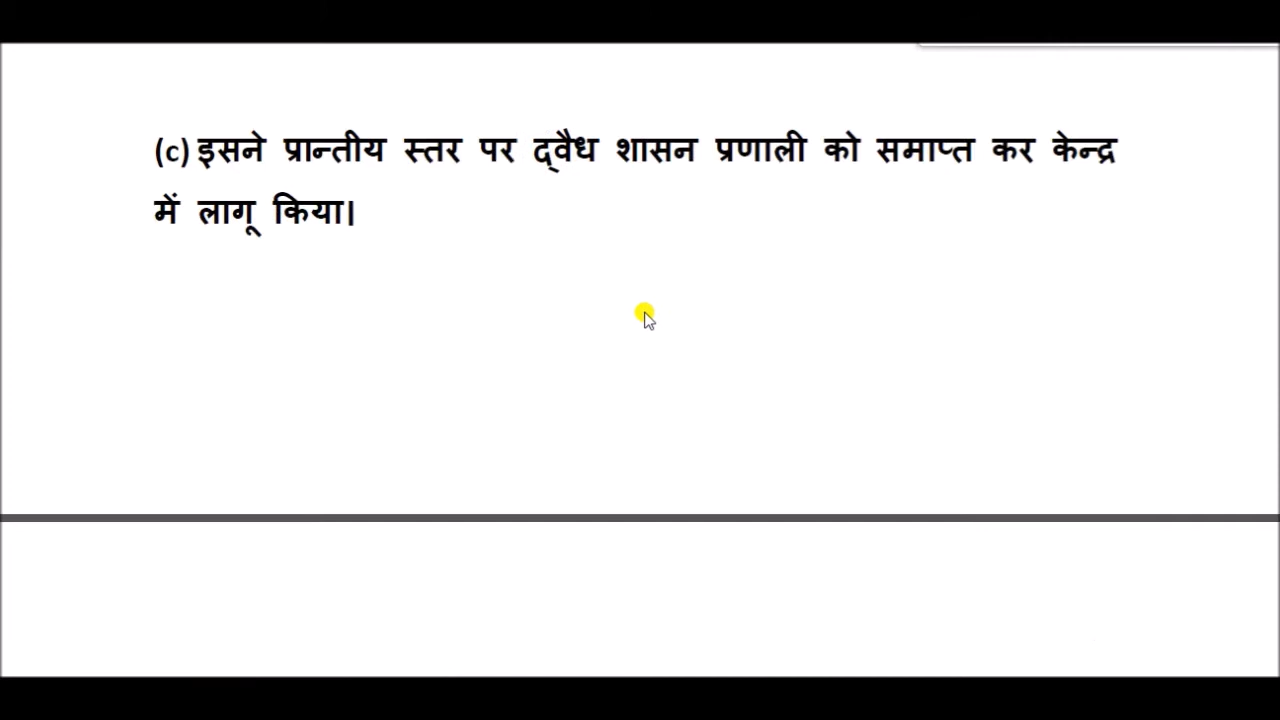 (c) इसने प्रान्तीय स्तर पर द्वैध शासन प्रणाली को समाप्त कर केन्द्र
में लागू किया।